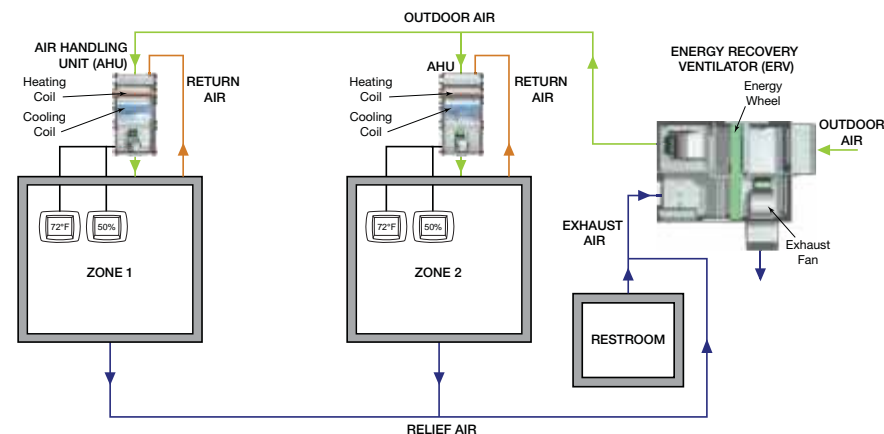 OUTDOOR AIR
AIR HANDLING
UNIT (AHU)
Heating
Coil
Cooling
Coil
RETURN
AIR
AHU
Heating
Coil
Cooling
Coil
RETURN
AIR
ENERGY RECOVERY
VENTILATOR (ERV)
Energy
Wheel
OUTDOOR
AIR
EXHAUST
AIR
Exhaust
Fan
72°F
50%
ZONE 1
72°F
50%
ZONE 2
RESTROOM
RELIEF AIR